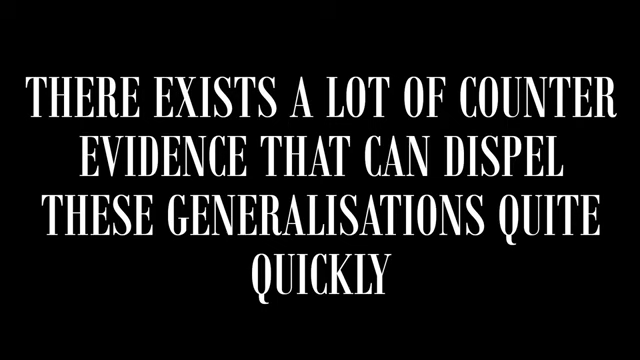 THERE EXISTS A LOT OF COUNTER
EVIDENCE THAT CAN DISPEL
THESE GENERALISATIONS QUITE
QUICKLY